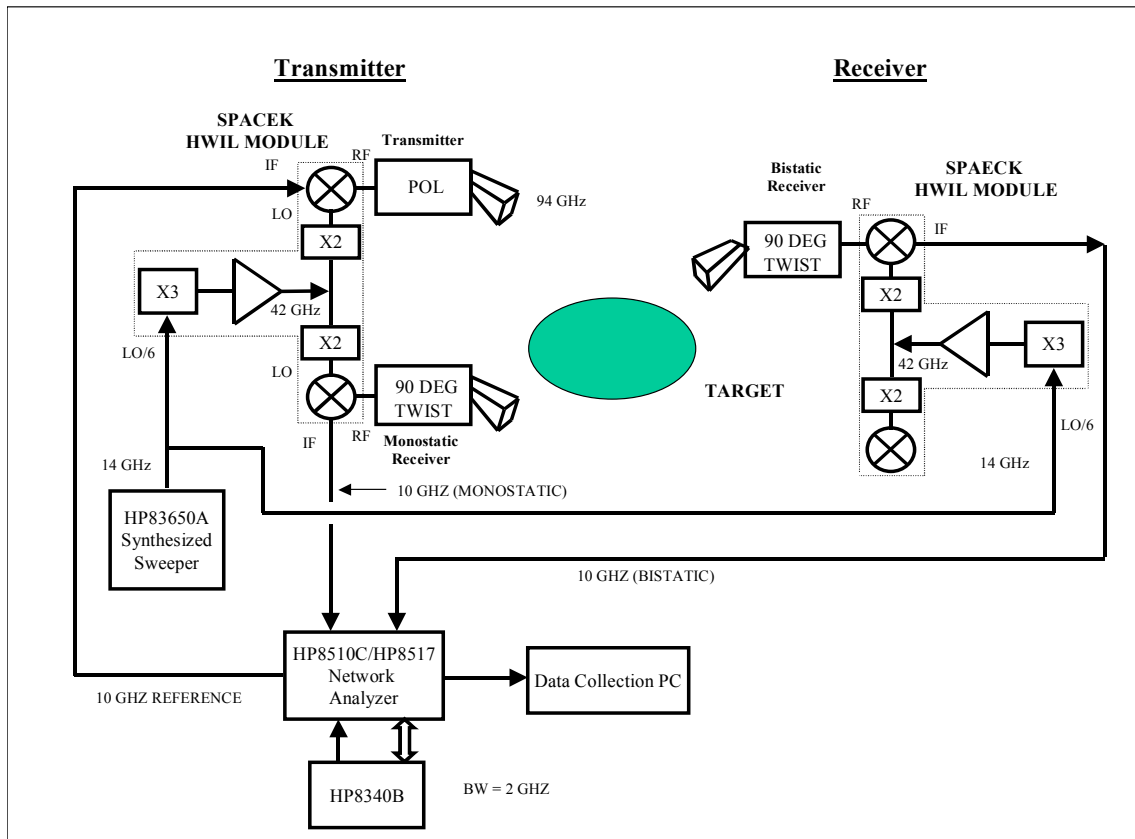 Transmitter
Receiver
SPACEK
HWIL MODULE
IF
RF
Transmitter
POL
94 GHz
LO
X2
X3
42 GHz
X2
LO/6
LO
90 DEG
TWIST
IF
RF
Monostatic
Receiver
14 GHz
10 GHZ (MONOSTATIC)
HP83650A
Synthesized
Sweeper
Bistatic
Receiver
SPAECK
HWIL MODULE
RF
IF
90 DEG
TWIST
X2
X3
42 GHz
X2
TARGET
LO/6
14 GHz
10 GHZ (BISTATIC)
HP8510C/HP8517
Network
Analyzer
Data Collection PC
10 GHZ REFERENCE
HP8340B
BW = 2 GHZ